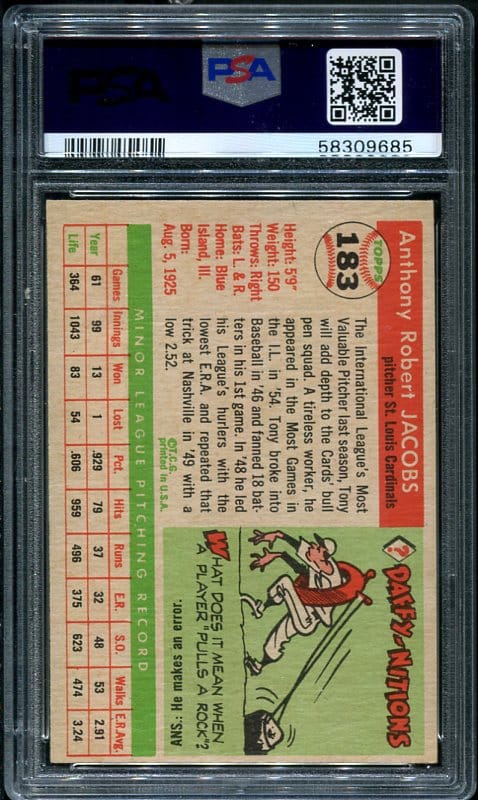 PSA
PSA
58309685
TOPPS
183
Anthony Robert JACOBS
pitcher St. Louis Cardinals
Height: 5'9"
Weight: 150
Throws: Right
Bats: L. & R.
Home: Blue
Island, Ill.
Born:
Aug. 5, 1925
The International League's Most
Valuable Pitcher last season, Tony
will add depth to the Cards' bull
pen squad. A tireless worker, he
appeared in the Most Games in
the I.L. in '54. Tony broke into
Baseball in '46 and fanned 18 bat-
ters in his 1st game. In '48 he led
his League's hurlers with the
lowest E.R.A. and repeated that
trick at Nashville in '49 with a
low 2.52.
©T.C.G.
printed in U.S.A.
?
DAFFY-NITIONS
WHAT DOES IT MEAN WHEN
A PLAYER "PULLS A ROCK"?
ANS.: He makes an error.
MINOR LEAGUE PITCHING RECORD
Games Innings Won Lost Pct. Hits Runs E.R. S.O. Walks E.R.Avg.
Year 61 99 13 1 .929 79 37 32 48 53 2.91
Life 364 1043 83 54 .606 959 496 375 623 474 3.24